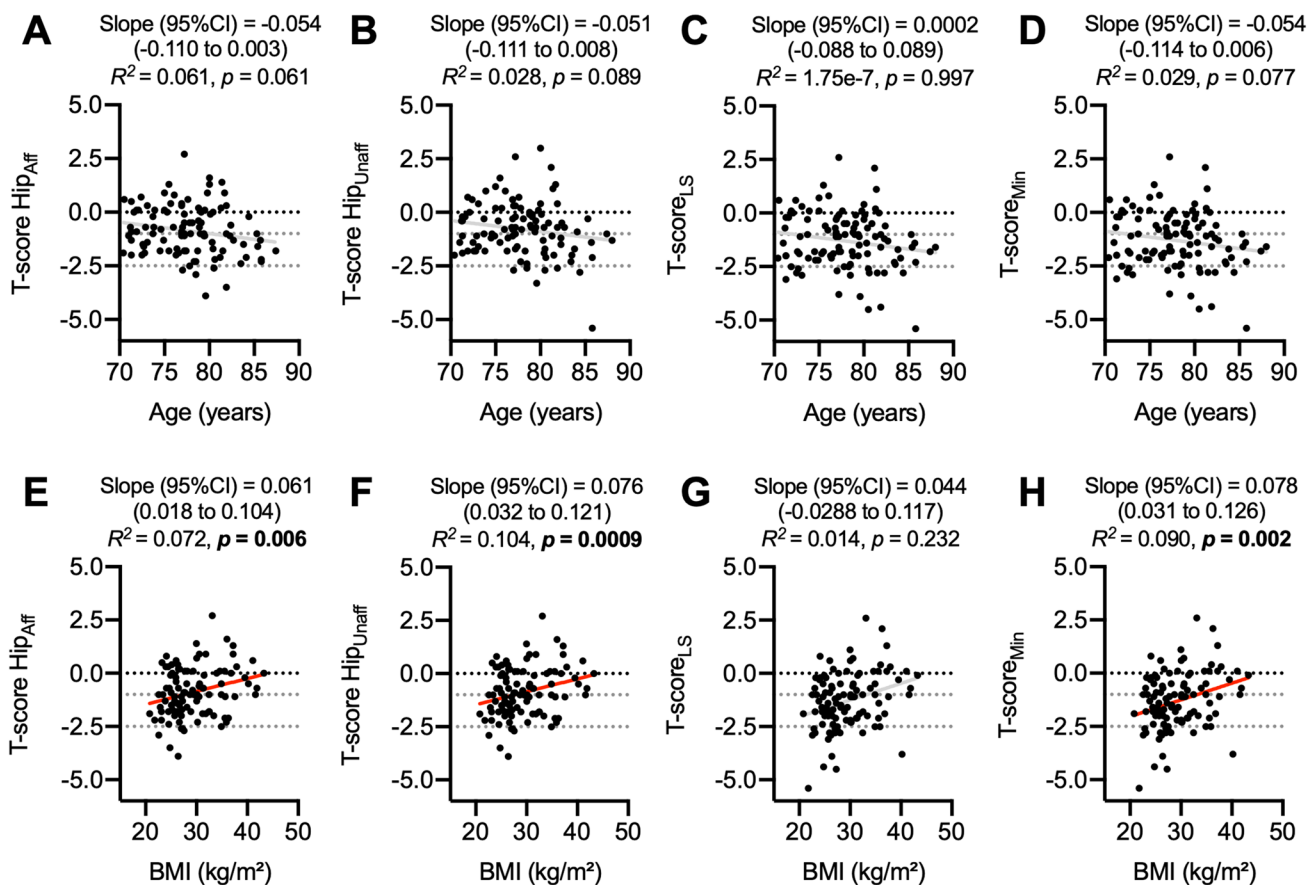 A
Slope (95%CI) = -0.054
(-0.110 to 0.003)
R² = 0.061, p = 0.061
T-score Hip_Aff
5.0
2.5
0.0
-2.5
-5.0
70 75 80 85 90
Age (years)
B
Slope (95%CI) = -0.051
(-0.111 to 0.008)
R² = 0.028, p = 0.089
T-score Hip_Unaff
5.0
2.5
0.0
-2.5
-5.0
70 75 80 85 90
Age (years)
C
Slope (95%CI) = 0.0002
(-0.088 to 0.089)
R² = 1.75e-7, p = 0.997
T-score_LS
5.0
2.5
0.0
-2.5
-5.0
70 75 80 85 90
Age (years)
D
Slope (95%CI) = -0.054
(-0.114 to 0.006)
R² = 0.029, p = 0.077
T-score_Min
5.0
2.5
0.0
-2.5
-5.0
70 75 80 85 90
Age (years)
E
Slope (95%CI) = 0.061
(0.018 to 0.104)
R² = 0.072, p = 0.006
T-score Hip_Aff
5.0
2.5
0.0
-2.5
-5.0
20 30 40 50
BMI (kg/m²)
F
Slope (95%CI) = 0.076
(0.032 to 0.121)
R² = 0.104, p = 0.0009
T-score Hip_Unaff
5.0
2.5
0.0
-2.5
-5.0
20 30 40 50
BMI (kg/m²)
G
Slope (95%CI) = 0.044
(-0.0288 to 0.117)
R² = 0.014, p = 0.232
T-score_LS
5.0
2.5
0.0
-2.5
-5.0
20 30 40 50
BMI (kg/m²)
H
Slope (95%CI) = 0.078
(0.031 to 0.126)
R² = 0.090, p = 0.002
T-score_Min
5.0
2.5
0.0
-2.5
-5.0
20 30 40 50
BMI (kg/m²)